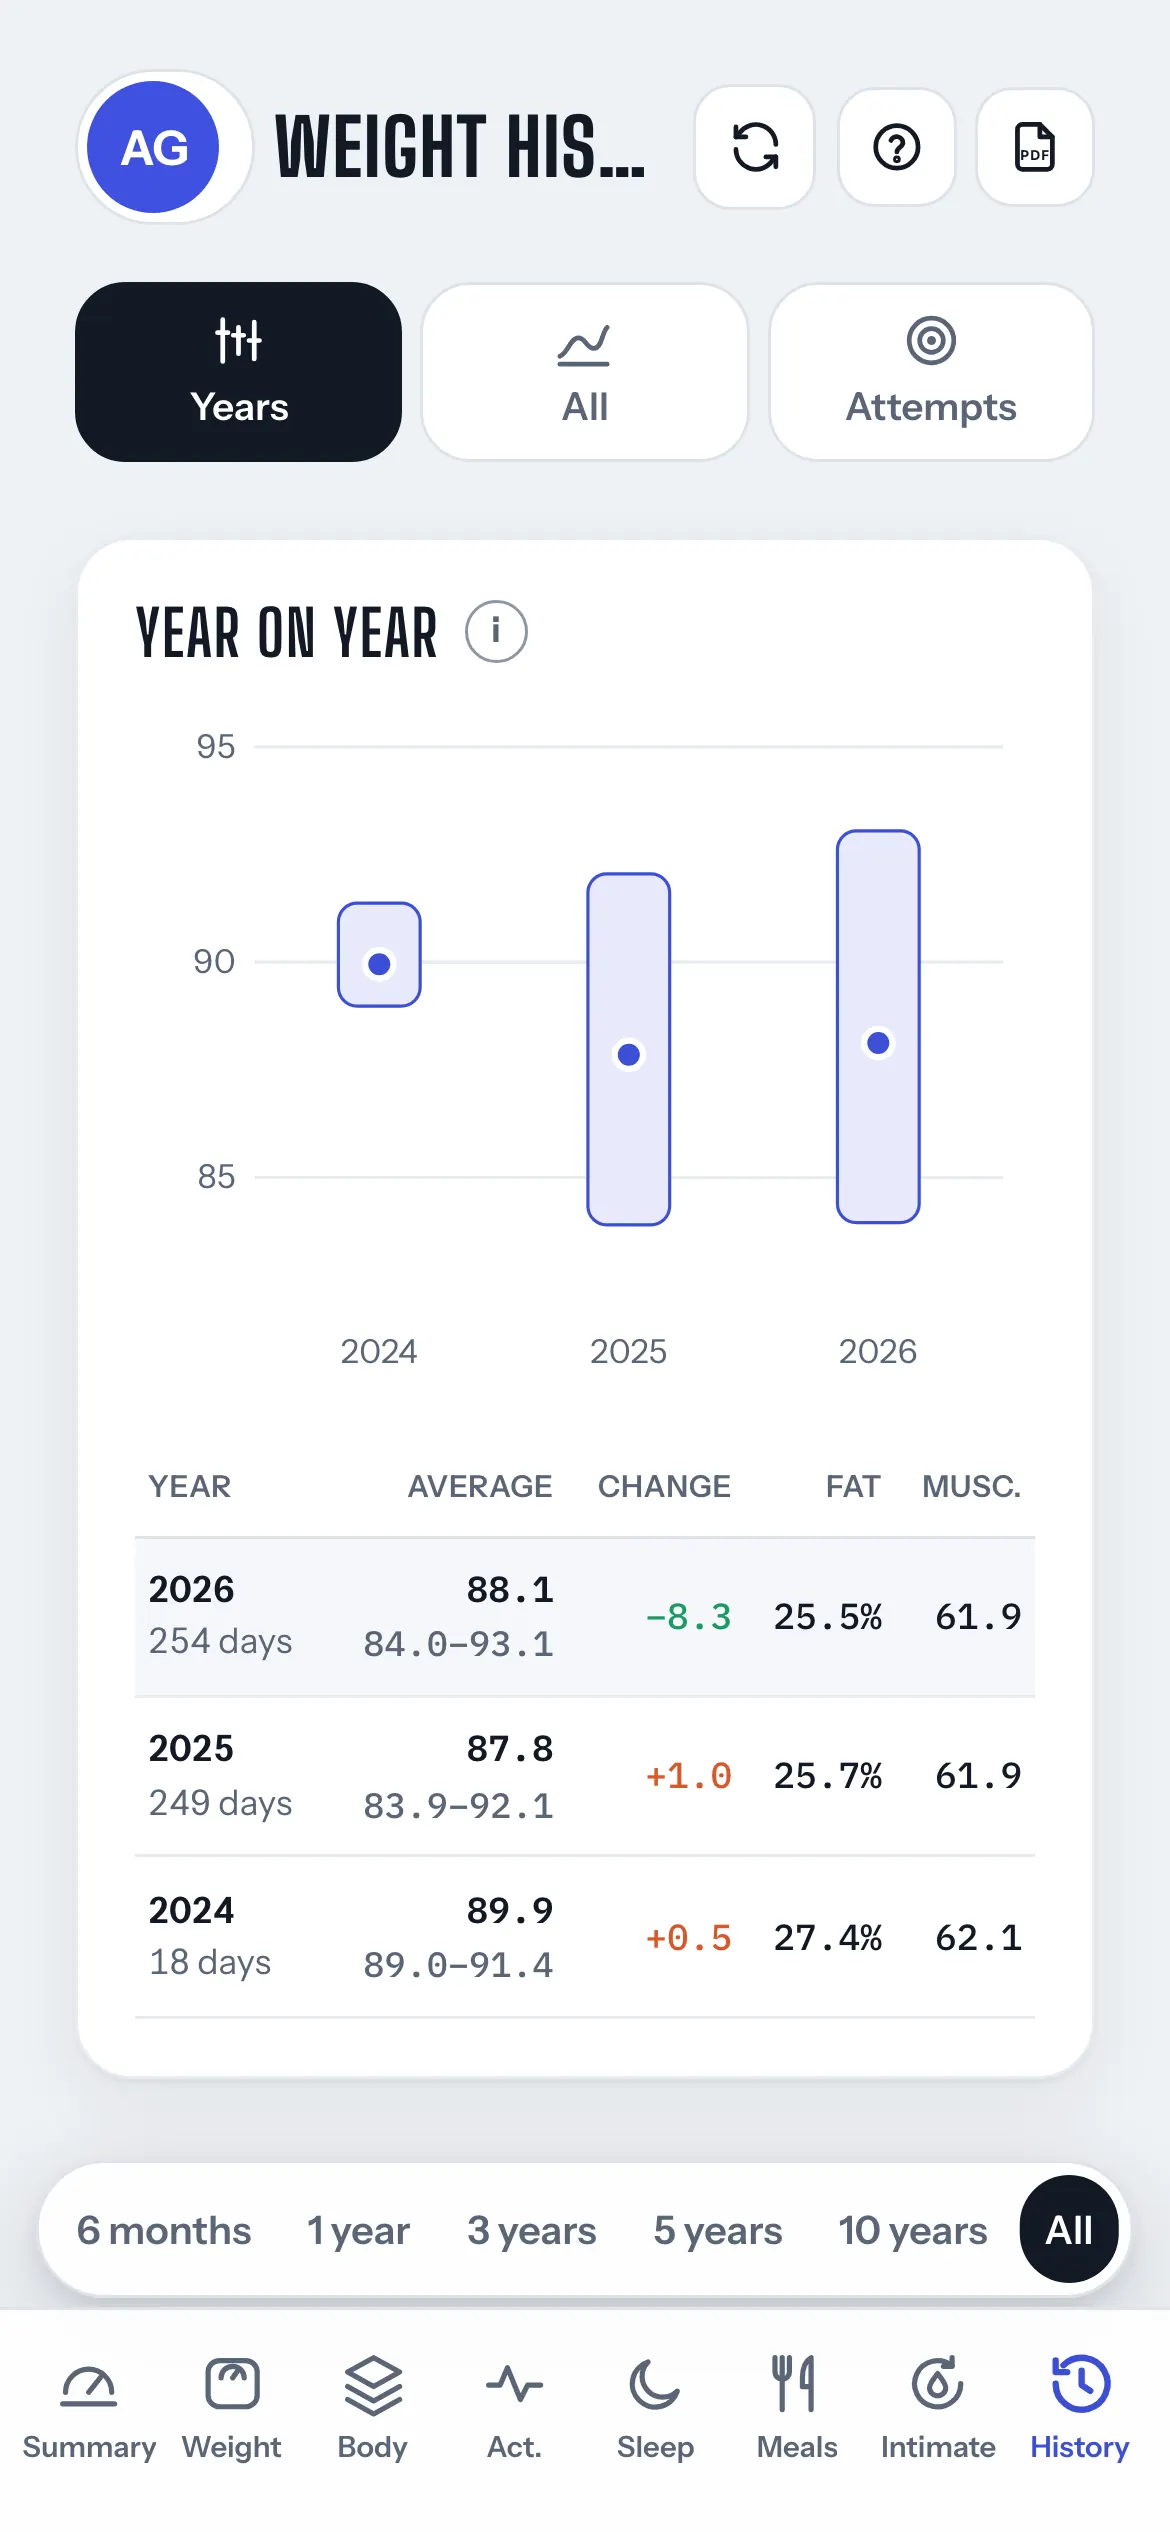 AG
WEIGHT HIS...
PDF
Years
All
Attempts
YEAR ON YEAR
i
95
90
85
2024 2025 2026
YEAR AVERAGE CHANGE FAT MUSC.
2026 88.1
254 days 84.0–93.1 −8.3 25.5% 61.9
2025 87.8
249 days 83.9–92.1 +1.0 25.7% 61.9
2024 89.9
18 days 89.0–91.4 +0.5 27.4% 62.1
6 months 1 year 3 years 5 years 10 years All
Summary Weight Body Act. Sleep Meals Intimate History